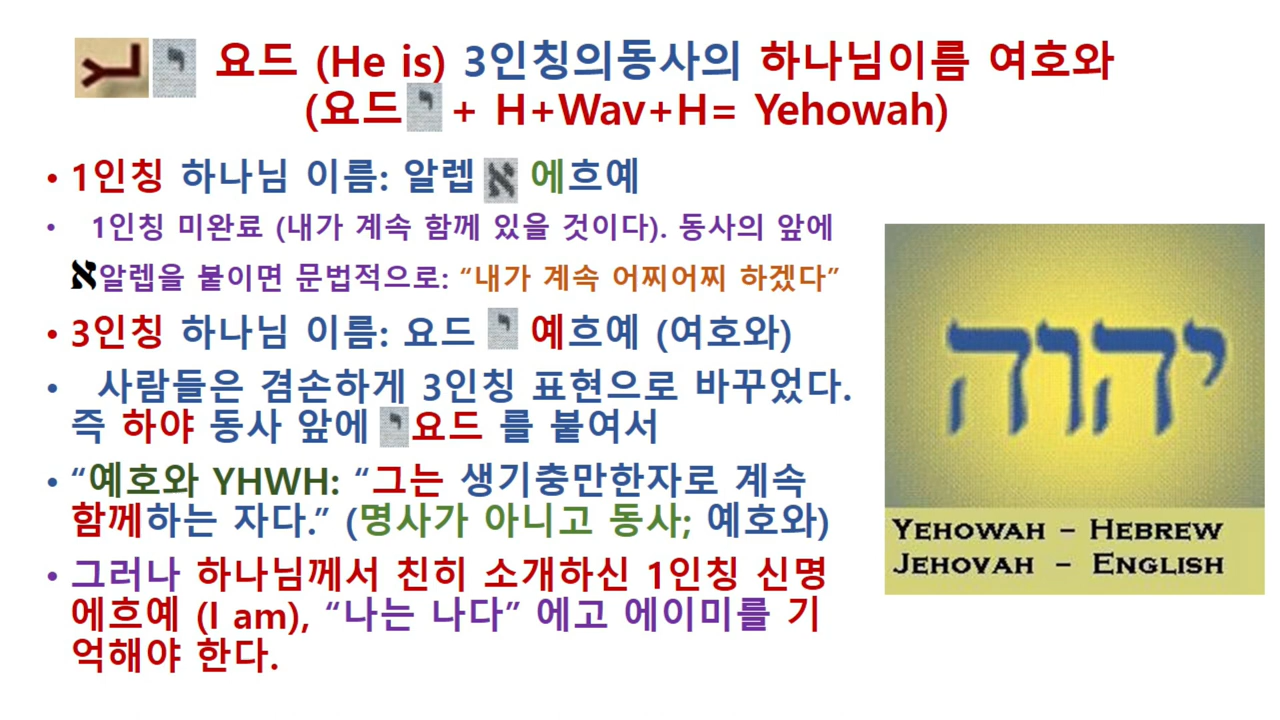 י 요드 (He is) 3인칭의동사의 하나님이름 여호와
(요드 י + H+Wav+H= Yehowah)
• 1인칭 하나님 이름: 알렙 א 에흐예
• 1인칭 미완료 (내가 계속 함께 있을 것이다). 동사의 앞에
א알렙을 붙이면 문법적으로: “내가 계속 어찌어찌 하겠다”
• 3인칭 하나님 이름: 요드 י 예흐예 (여호와)
• 사람들은 겸손하게 3인칭 표현으로 바꾸었다.
즉 하야 동사 앞에 י요드 를 붙여서
• “예호와 YHWH: “그는 생기충만한자로 계속
함께하는 자다.” (명사가 아니고 동사; 예호와)
• 그러나 하나님께서 친히 소개하신 1인칭 신명
에흐예 (I am), “나는 나다” 에고 에이미를 기
억해야 한다.
יהוה
YEHOWAH – HEBREW
JEHOVAH – ENGLISH